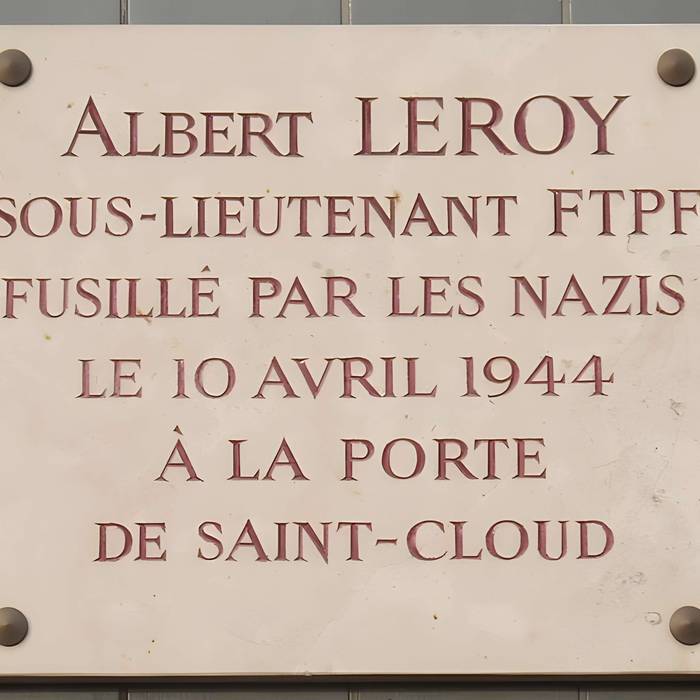 ALBERT LEROY
SOUS-LIEUTENANT FTPF
FUSILLÉ PAR LES NAZIS
LE 10 AVRIL 1944
À LA PORTE
DE SAINT-CLOUD